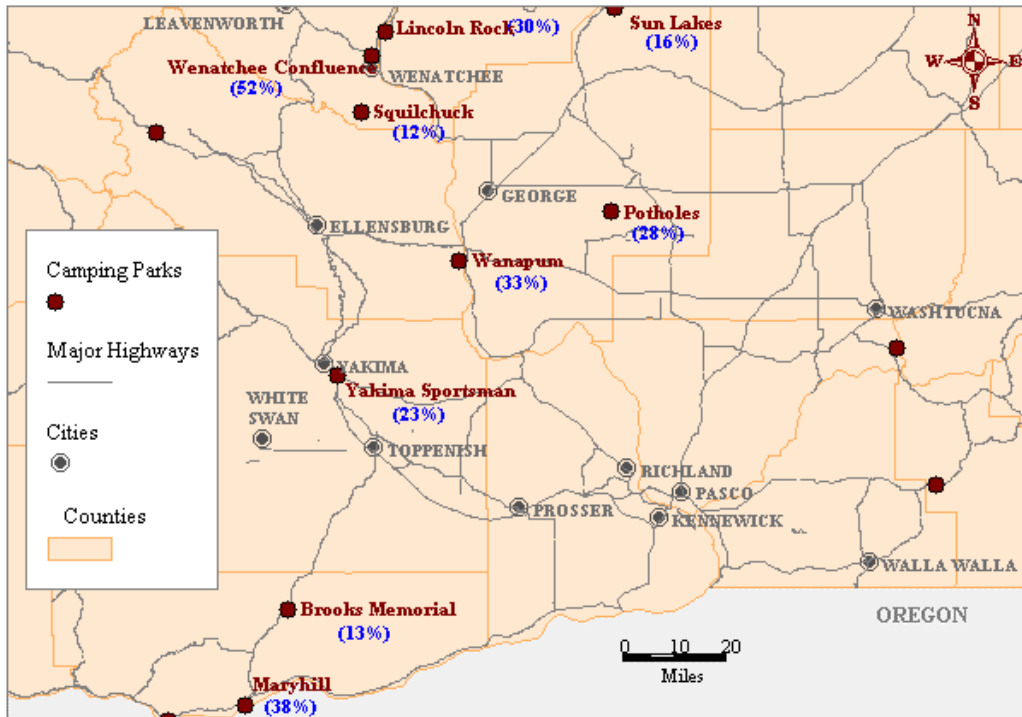 LEAVENWORTH
Lincoln Rock
(30%)
Sun Lakes
(16%)
N
W
E
S
Wenatchee Confluence
(52%)
WENATCHEE
Squilchuck
(12%)
GEORGE
ELLENSBURG
Potholes
(28%)
Wanapum
(33%)
WASHTUCNA
Camping Parks
Major Highways
Cities
Counties
YAKIMA
Yakima Sportsman
(23%)
WHITE
SWAN
TOPPENISH
RICHLAND
PASCO
PROSSER
KENNEWICK
WALLA WALLA
Brooks Memorial
(13%)
OREGON
0 10 20
Miles
Maryhill
(38%)